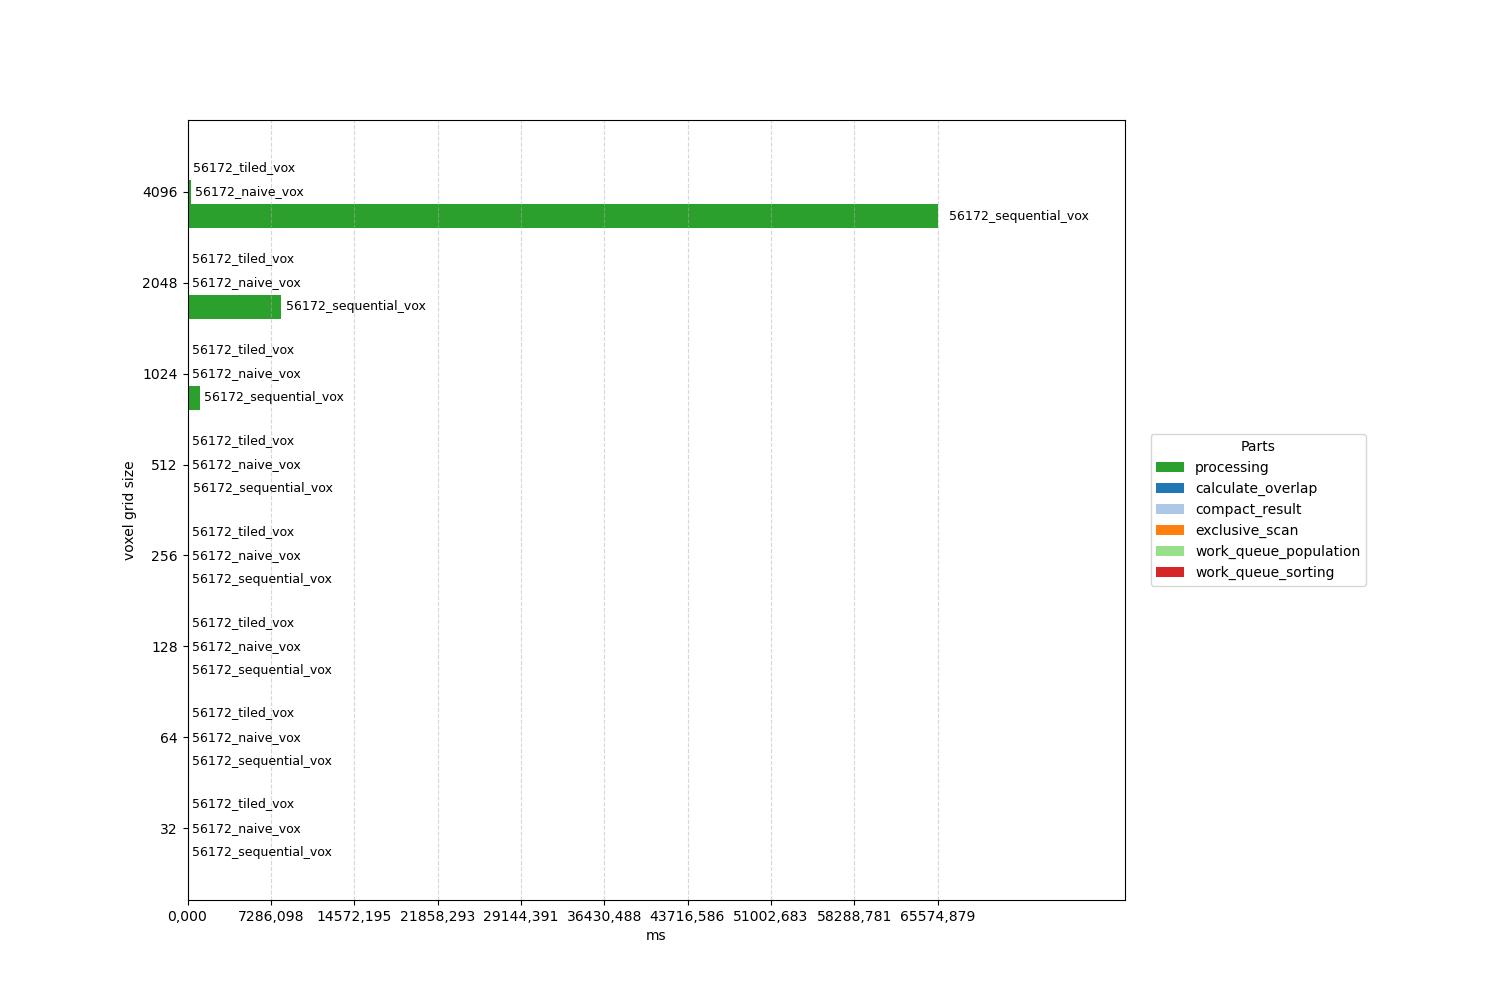 56172_tiled_vox
4096
56172_naive_vox
56172_sequential_vox
56172_tiled_vox
2048
56172_naive_vox
56172_sequential_vox
56172_tiled_vox
1024
56172_naive_vox
56172_sequential_vox
56172_tiled_vox
512
56172_naive_vox
56172_sequential_vox
56172_tiled_vox
256
56172_naive_vox
56172_sequential_vox
56172_tiled_vox
128
56172_naive_vox
56172_sequential_vox
56172_tiled_vox
64
56172_naive_vox
56172_sequential_vox
56172_tiled_vox
32
56172_naive_vox
56172_sequential_vox
voxel grid size
0,000 7286,098 14572,195 21858,293 29144,391 36430,488 43716,586 51002,683 58288,781 65574,879
ms
Parts
processing
calculate_overlap
compact_result
exclusive_scan
work_queue_population
work_queue_sorting